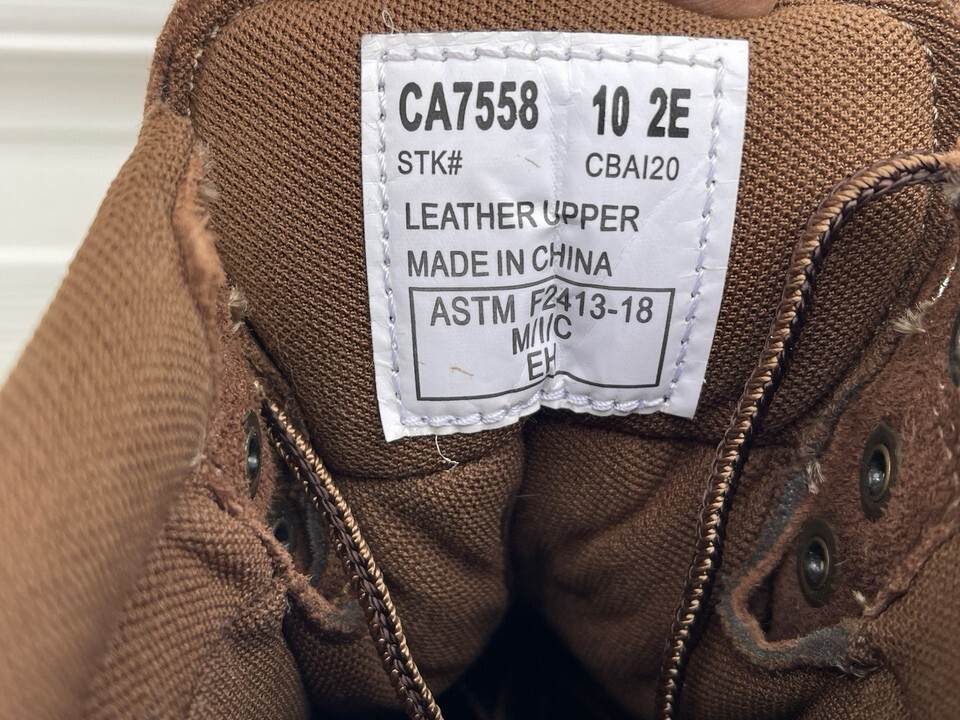 CA7558 10 2E
STK# CBAI20
LEATHER UPPER
MADE IN CHINA
ASTM F2413-18
M/I/C
EH